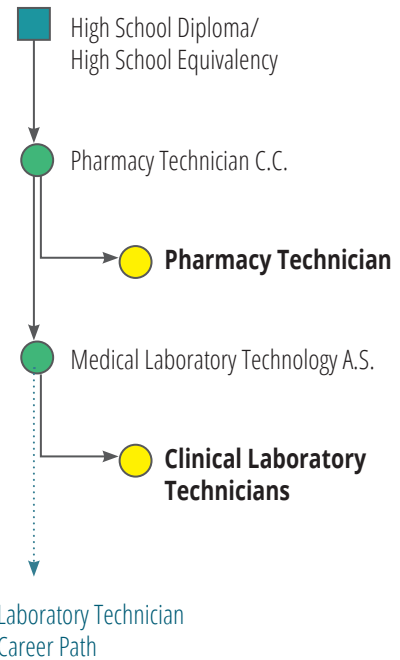 High School Diploma/
High School Equivalency
Pharmacy Technician C.C.
Pharmacy Technician
Medical Laboratory Technology A.S.
Clinical Laboratory
Technicians
Laboratory Technician
Career Path